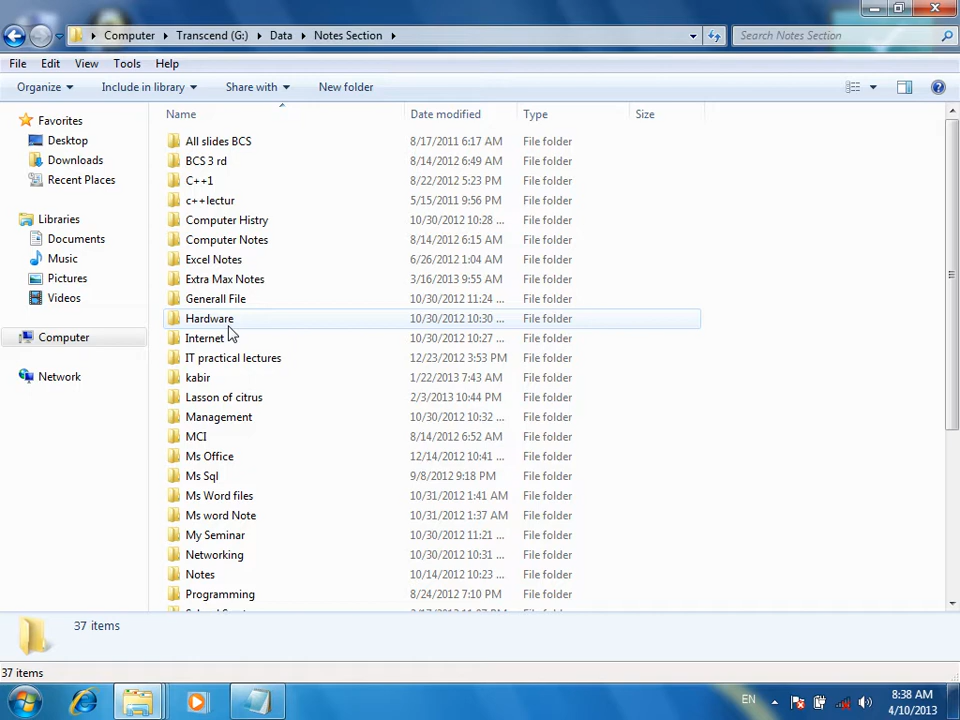 Computer Transcend (G:) Data Notes Section
Search Notes Section
File Edit View Tools Help
Organize Include in library Share with New folder
Name Date modified Type Size
Favorites
Desktop
Downloads
Recent Places
Libraries
Documents
Music
Pictures
Videos
Computer
Network
All slides BCS 8/17/2011 6:17 AM File folder
BCS 3 rd 8/14/2012 6:49 AM File folder
C++1 8/22/2012 5:23 PM File folder
c++lectur 5/15/2011 9:56 PM File folder
Computer Histry 10/30/2012 10:28 ... File folder
Computer Notes 8/14/2012 6:15 AM File folder
Excel Notes 6/26/2012 1:04 AM File folder
Extra Max Notes 3/16/2013 9:55 AM File folder
Generall File 10/30/2012 11:24 ... File folder
Hardware 10/30/2012 10:30 ... File folder
Internet 10/30/2012 10:27 ... File folder
IT practical lectures 12/23/2012 3:53 PM File folder
kabir 1/22/2013 7:43 AM File folder
Lasson of citrus 2/3/2013 10:44 PM File folder
Management 10/30/2012 10:32 ... File folder
MCI 8/14/2012 6:52 AM File folder
Ms Office 12/14/2012 10:41 ... File folder
Ms Sql 9/8/2012 9:18 PM File folder
Ms Word files 10/31/2012 1:41 AM File folder
Ms word Note 10/31/2012 1:37 AM File folder
My Seminar 10/30/2012 11:21 ... File folder
Networking 10/30/2012 10:31 ... File folder
Notes 10/14/2012 10:23 ... File folder
Programming 8/24/2012 7:10 PM File folder
37 items
37 items
EN
8:38 AM
4/10/2013